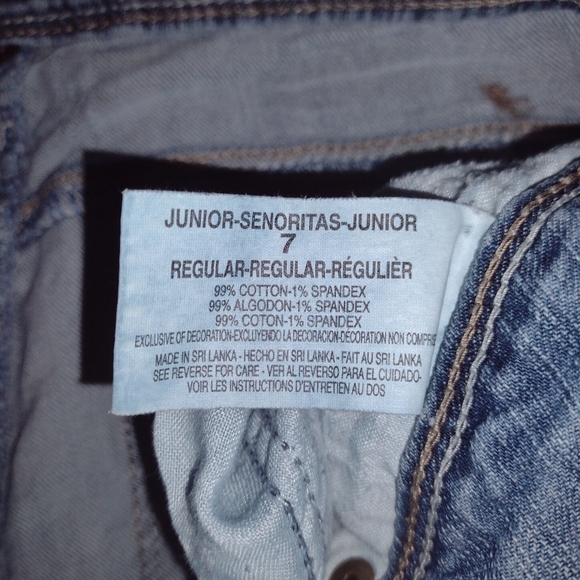 JUNIOR-SENORITAS-JUNIOR
7
REGULAR-REGULAR-RÉGULIÈR
99% COTTON-1% SPANDEX
99% ALGODON-1% SPANDEX
99% COTON-1% SPANDEX
EXCLUSIVE OF DECORATION-EXCLUYENDO LA DECORACION-DECORATION NON COMPRISE
MADE IN SRI LANKA - HECHO EN SRI LANKA - FAIT AU SRI LANKA
SEE REVERSE FOR CARE - VER AL REVERSO PARA EL CUIDADO-
VOIR LES INSTRUCTIONS D'ENTRETIEN AU DOS